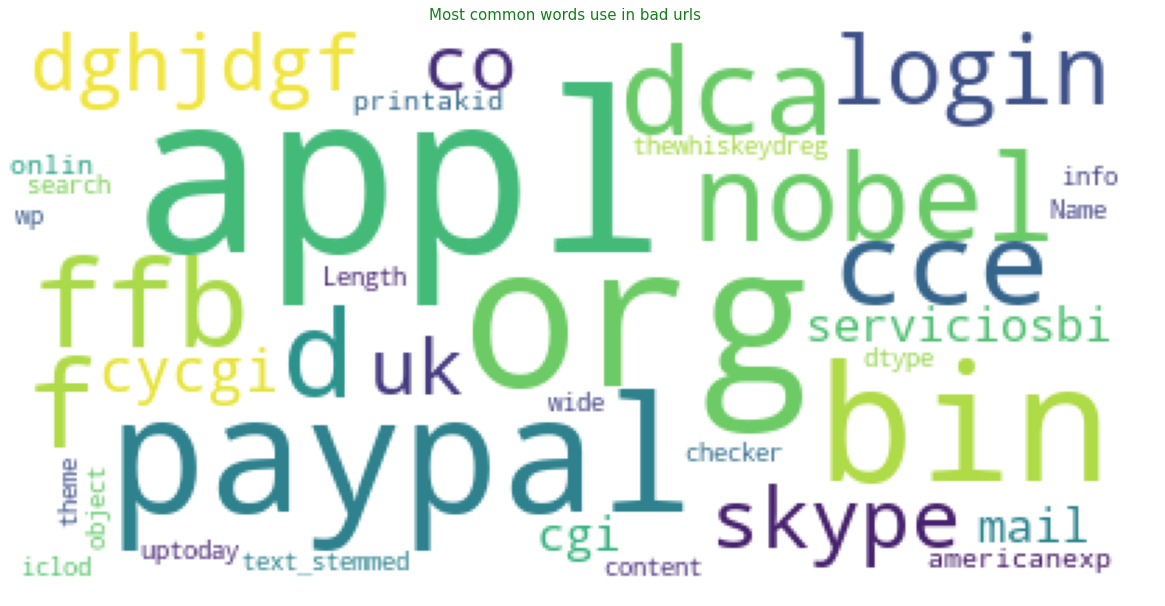 Most common words use in bad urls
dghjdgf
co
login
dca
printakid
appl
thewhiskeydreg
onlin
search
nobel
info
wp
Name
cce
Length
ffb
org
serviciosbi
d
uk
cycgi
dtype
f
wide
bin
paypal
checker
theme
object
skype
mail
cgi
uptoday
text_stemmed
americanexp
iclod
content